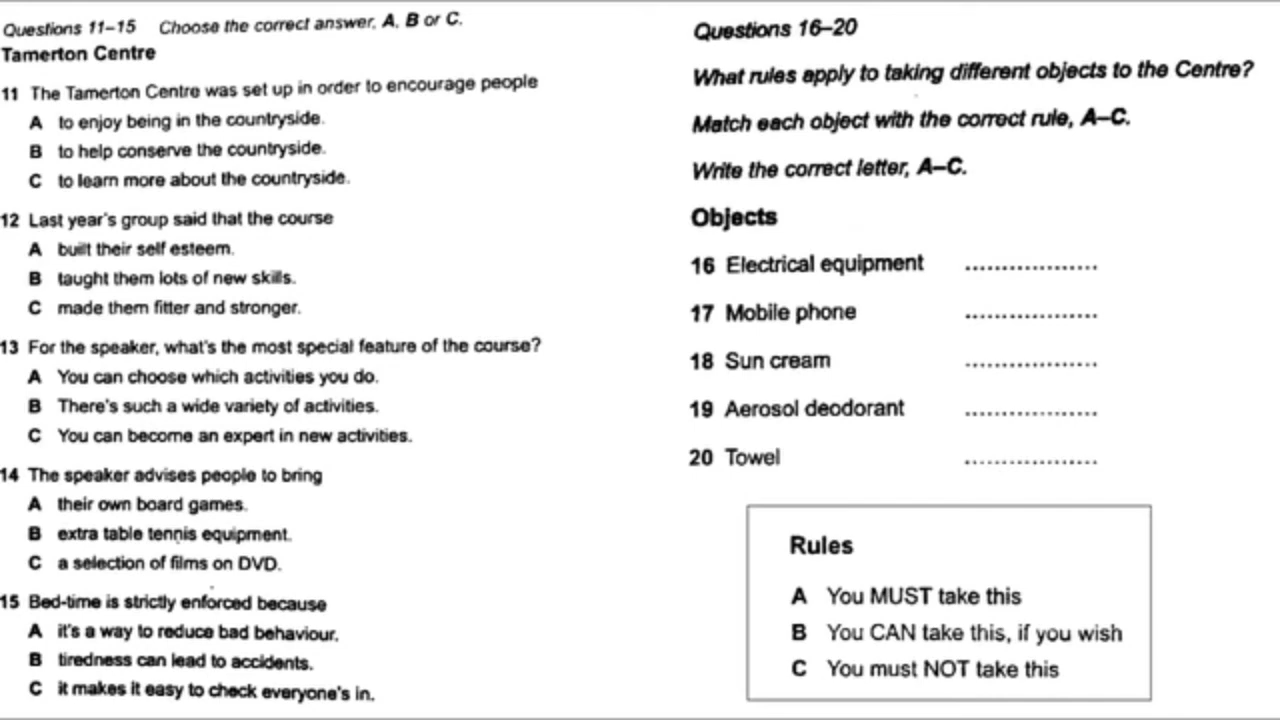 Questions 11–15 Choose the correct answer, A, B or C.
Tamerton Centre
11 The Tamerton Centre was set up in order to encourage people
A to enjoy being in the countryside.
B to help conserve the countryside.
C to learn more about the countryside.
12 Last year's group said that the course
A built their self esteem.
B taught them lots of new skills.
C made them fitter and stronger.
13 For the speaker, what's the most special feature of the course?
A You can choose which activities you do.
B There's such a wide variety of activities.
C You can become an expert in new activities.
14 The speaker advises people to bring
A their own board games.
B extra table tennis equipment.
C a selection of films on DVD.
15 Bed-time is strictly enforced because
A it's a way to reduce bad behaviour.
B tiredness can lead to accidents.
C it makes it easy to check everyone's in.
Questions 16–20
What rules apply to taking different objects to the Centre?
Match each object with the correct rule, A–C.
Write the correct letter, A–C.
Objects
16 Electrical equipment ..................
17 Mobile phone ..................
18 Sun cream ..................
19 Aerosol deodorant ..................
20 Towel ..................
Rules
A You MUST take this
B You CAN take this, if you wish
C You must NOT take this